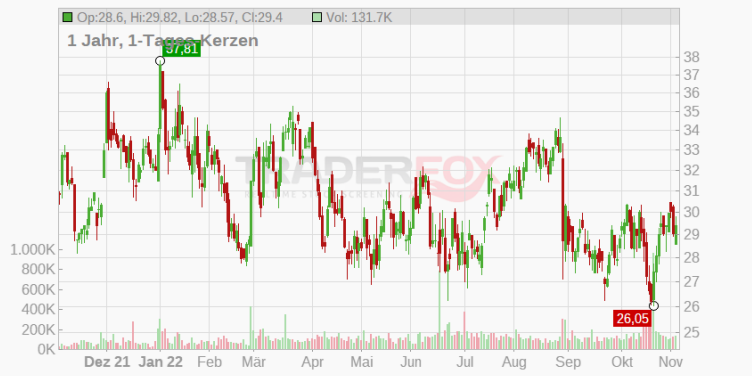 Op:28.6, Hi:29.82, Lo:28.57, Cl:29.4 Vol: 131.7K
1 Jahr, 1-Tages Kerzen
37,81
38
37
36
35
34
33
32
31
30
29
28
27
26
25
1.000K
800K
600K
400K
200K
0K
TRADERFOX
26,05
Dez 21 Jan 22 Feb Mär Apr Mai Jun Jul Aug Sep Okt Nov